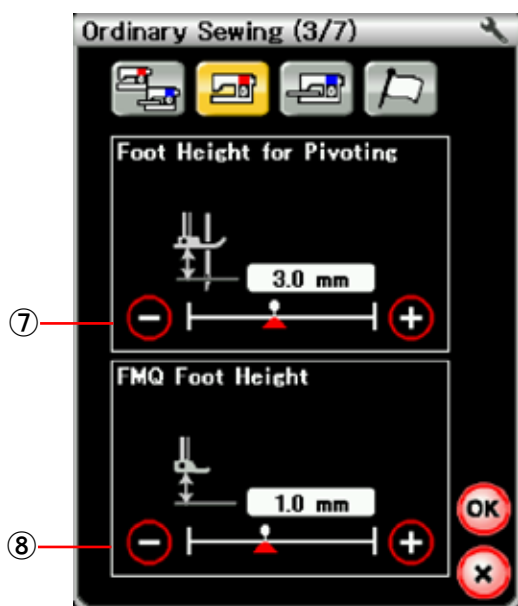 Ordinary Sewing (3/7)
Foot Height for Pivoting
3.0 mm
⑦
FMQ Foot Height
1.0 mm
OK
⑧